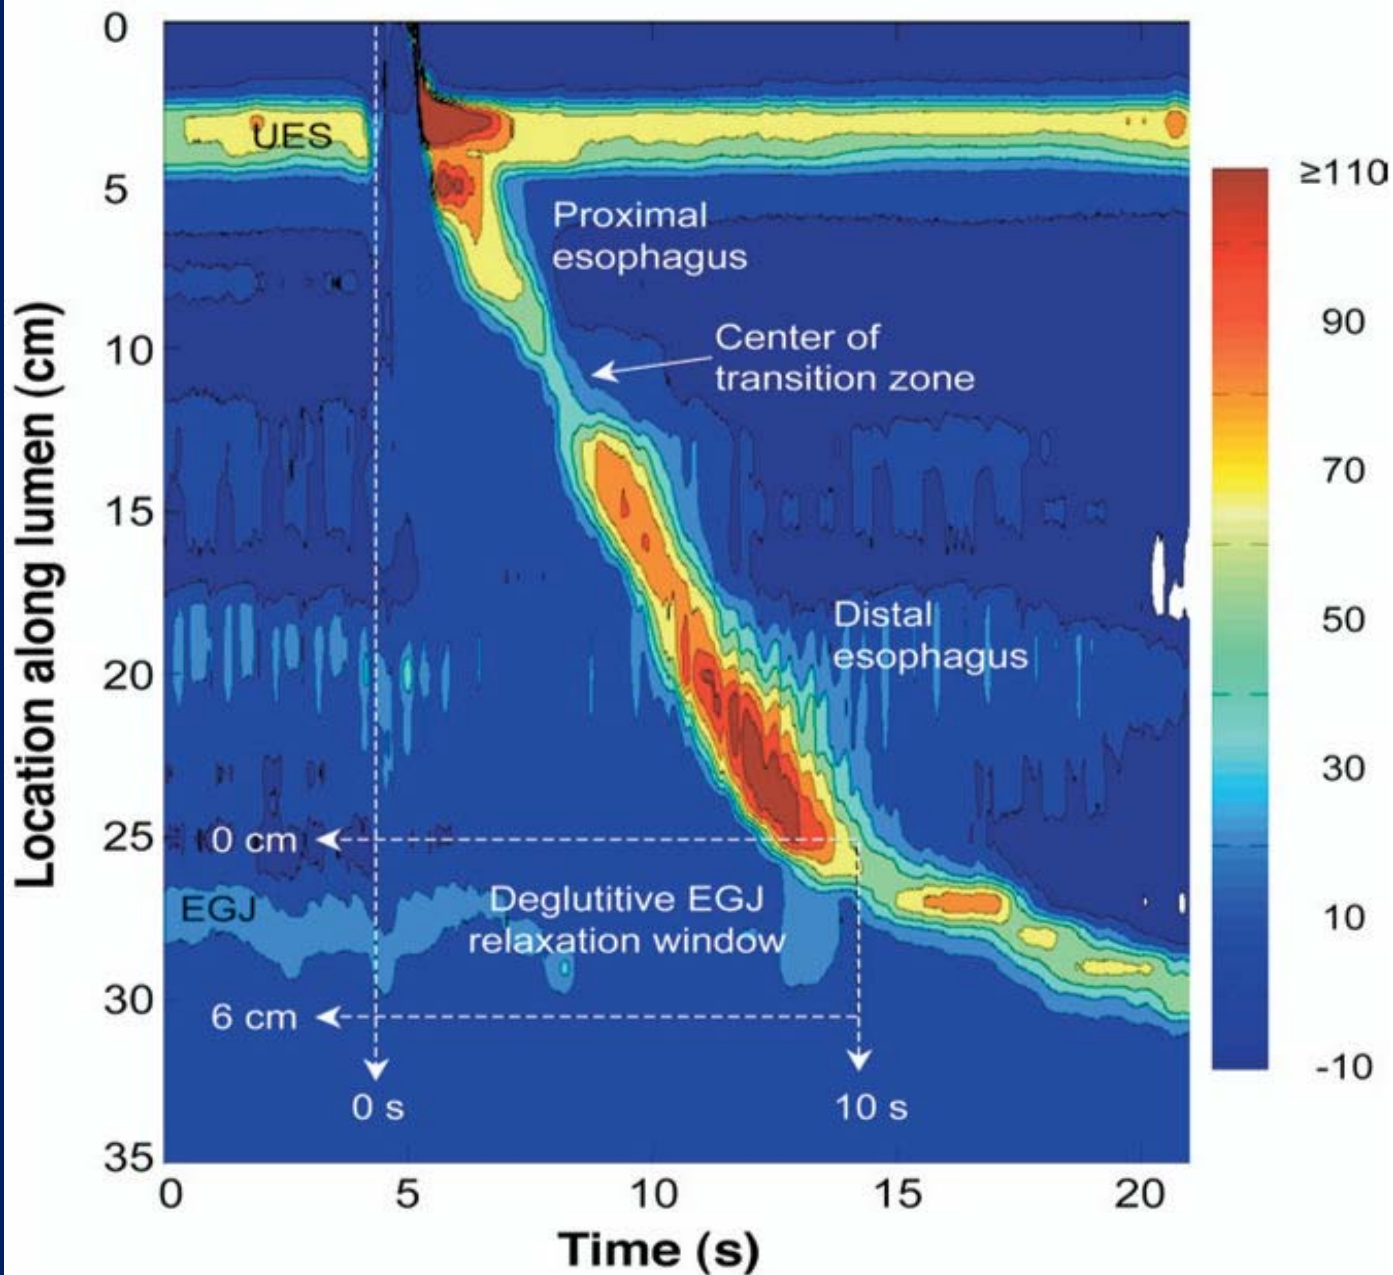 0
UES
5
Proximal
esophagus
10
Center of
transition zone
15
Distal
esophagus
20
25
0 cm
EGJ
Deglutitive EGJ
relaxation window
30
6 cm
0 s
10 s
35
0
5
10
15
20
Time (s)
Location along lumen (cm)
≥110
90
70
50
30
10
-10